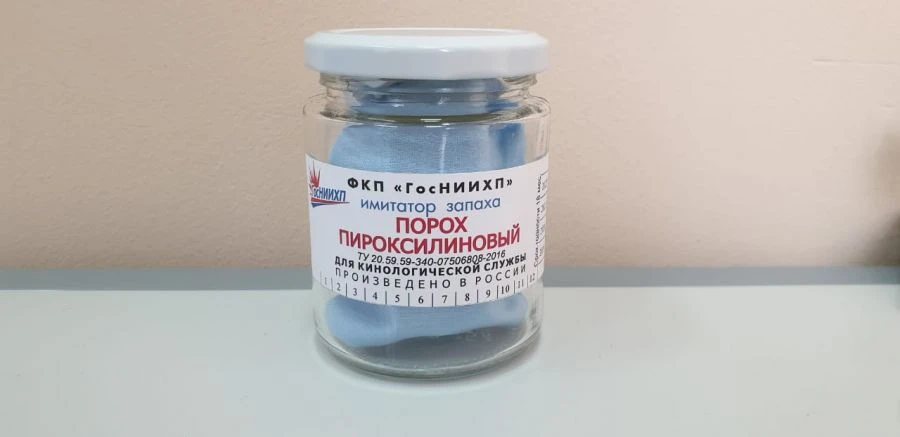 ФКП «ГосНИИХП»
ГосНИИХП
имитатор запаха
ПОРОХ
ПИРОКСИЛИНОВЫЙ
ТУ 20.59.59-340-07506808-2016
ДЛЯ КИНОЛОГИЧЕСКОЙ СЛУЖБЫ
ПРОИЗВЕДЕНО В РОССИИ
1 2 3 4 5 6 7 8 9 10 11 12